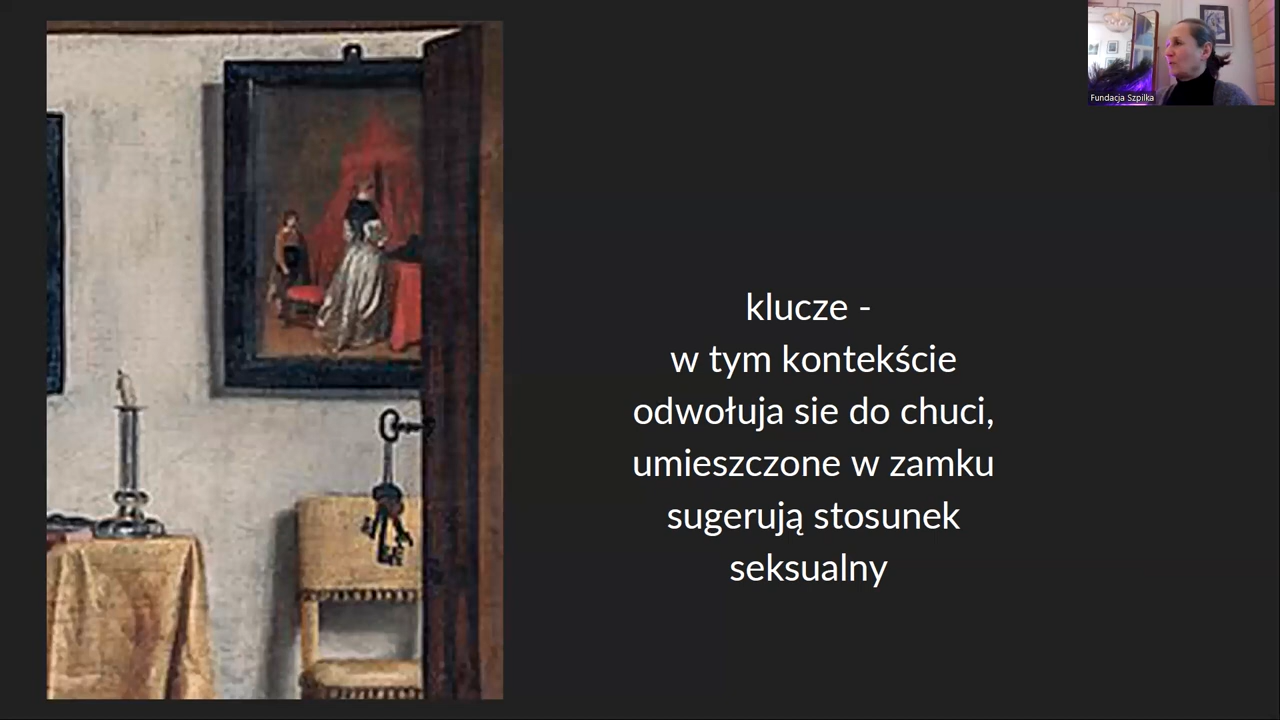 Fundacja Szpilka
klucze -
w tym kontekście
odwołuja sie do chuci,
umieszczone w zamku
sugerują stosunek
seksualny